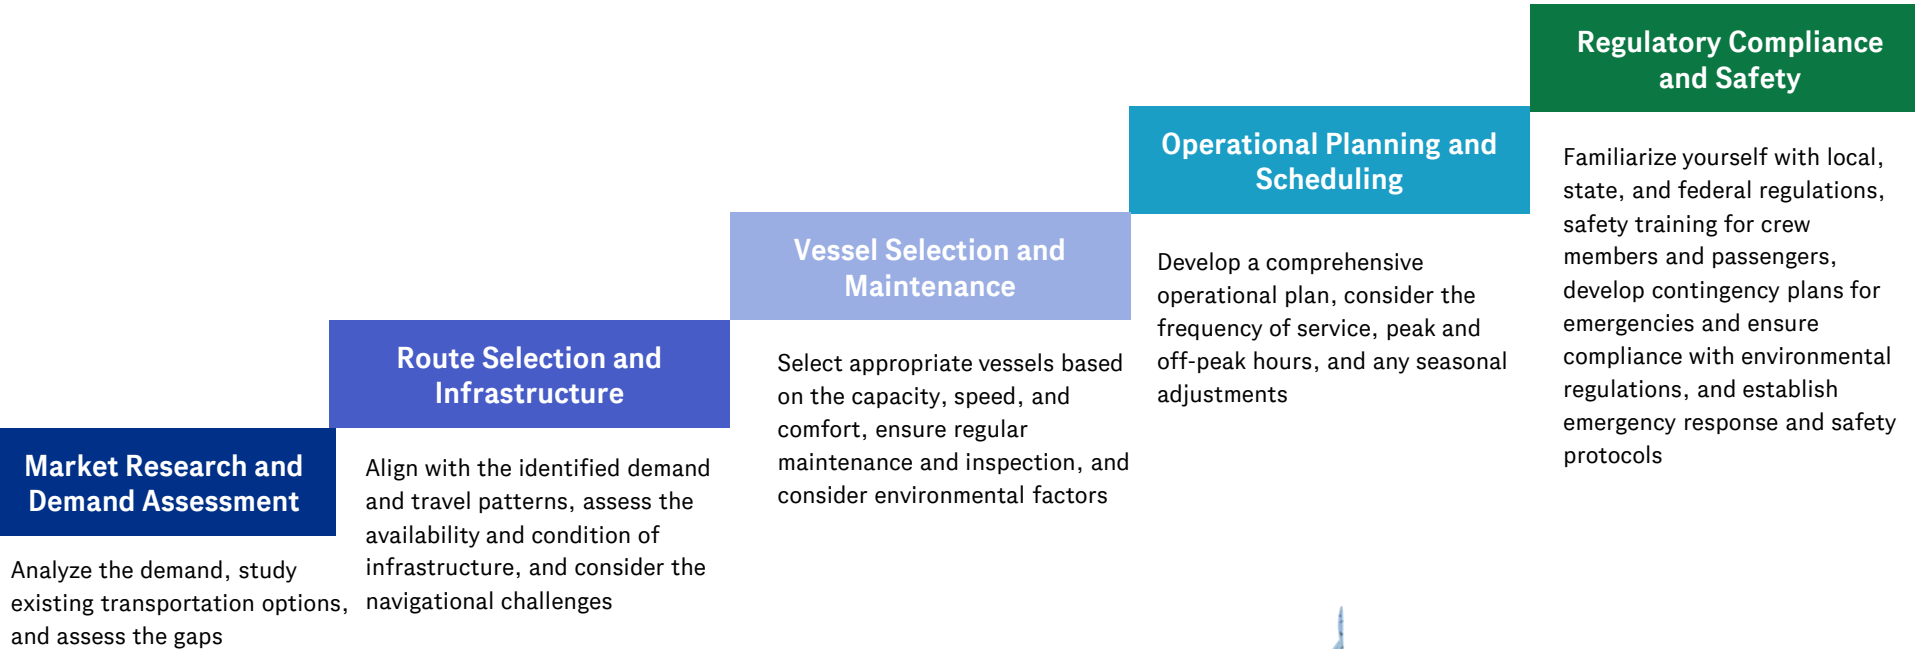 Market Research and
Demand Assessment
Analyze the demand, study
existing transportation options,
and assess the gaps
Route Selection and
Infrastructure
Align with the identified demand
and travel patterns, assess the
availability and condition of
infrastructure, and consider the
navigational challenges
Vessel Selection and
Maintenance
Select appropriate vessels based
on the capacity, speed, and
comfort, ensure regular
maintenance and inspection, and
consider environmental factors
Operational Planning and
Scheduling
Develop a comprehensive
operational plan, consider the
frequency of service, peak and
off-peak hours, and any seasonal
adjustments
Regulatory Compliance
and Safety
Familiarize yourself with local,
state, and federal regulations,
safety training for crew
members and passengers,
develop contingency plans for
emergencies and ensure
compliance with environmental
regulations, and establish
emergency response and safety
protocols